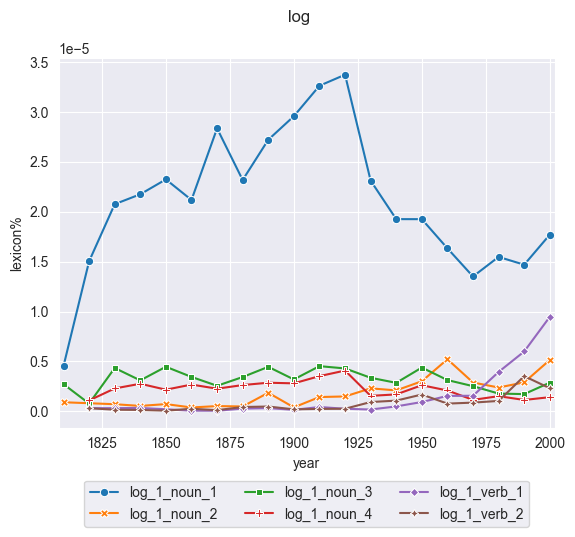 log
1e−5
3.5
3.0
2.5
2.0
1.5
1.0
0.5
0.0
lexicon%
1825 1850 1875 1900 1925 1950 1975 2000
year
log_1_noun_1 log_1_noun_3 log_1_verb_1
log_1_noun_2 log_1_noun_4 log_1_verb_2